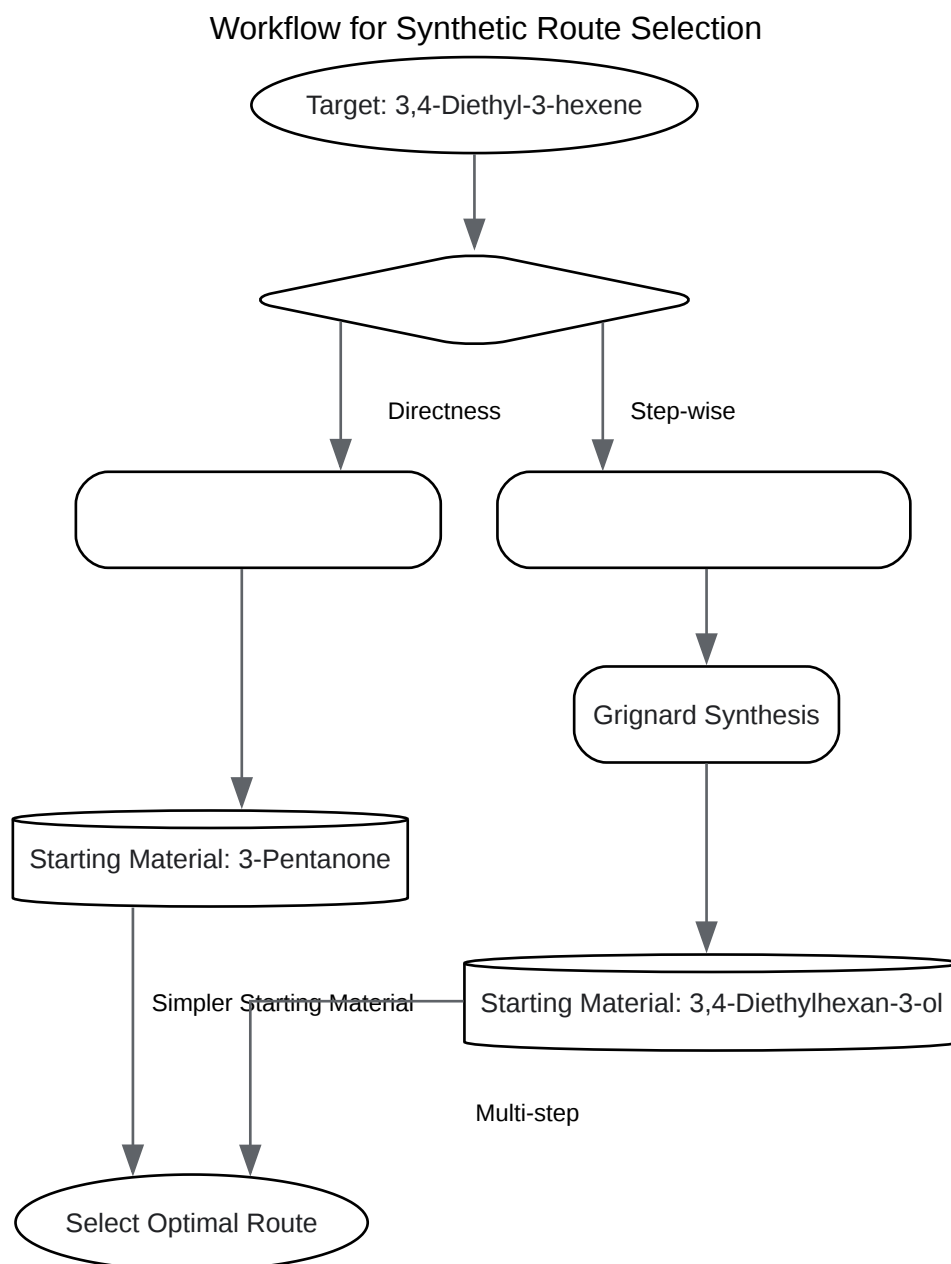 Workflow for Synthetic Route Selection
Target: 3,4-Diethyl-3-hexene
Directness
Step-wise
Grignard Synthesis
Starting Material: 3-Pentanone
Simpler Starting Material
Starting Material: 3,4-Diethylhexan-3-ol
Multi-step
Select Optimal Route